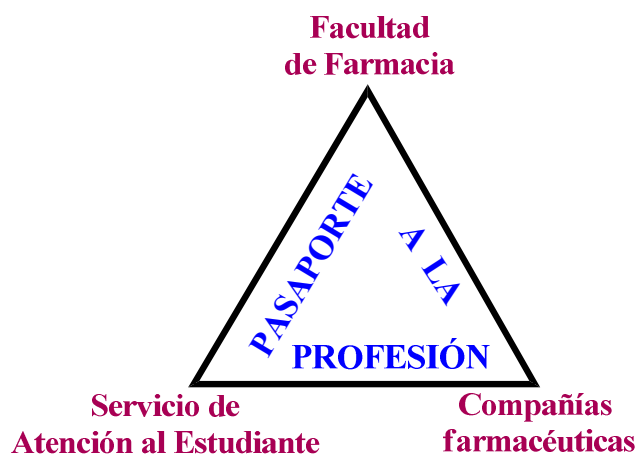 Facultad
de Farmacia
PASAPORTE
A LA
PROFESIÓN
Servicio de
Atención al Estudiante
Compañías
farmacéuticas